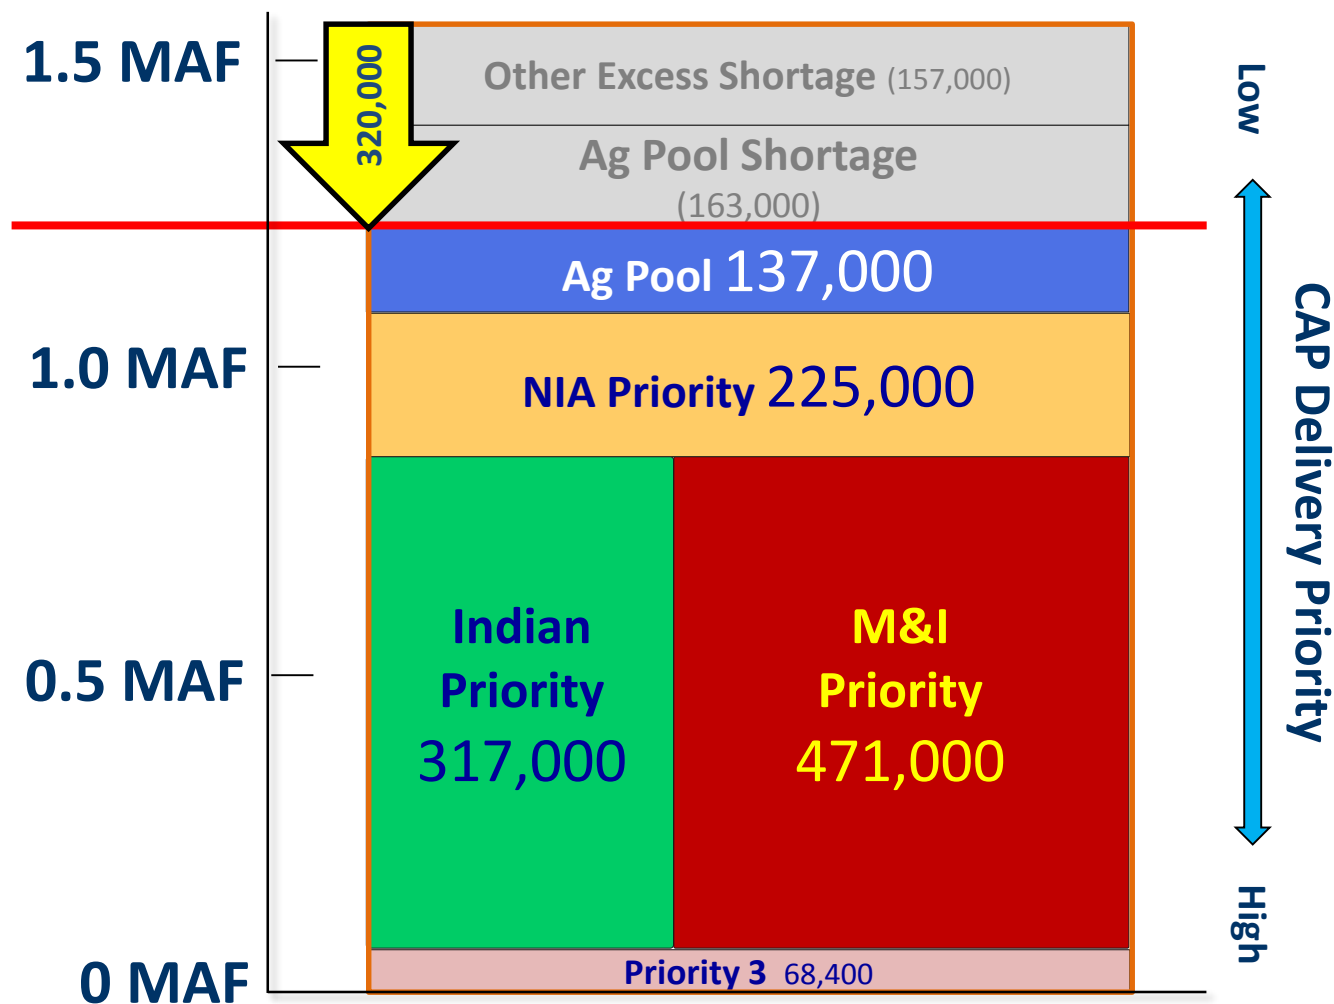 1.5 MAF
320,000
Other Excess Shortage (157,000)
Low
Ag Pool Shortage
(163,000)
Ag Pool 137,000
1.0 MAF
NIA Priority 225,000
CAP Delivery Priority
Indian
Priority
317,000
M&I
Priority
471,000
0.5 MAF
High
Priority 3 68,400
0 MAF